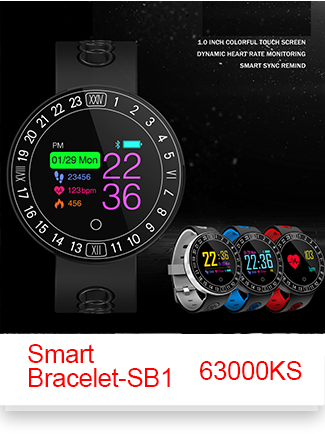 1.0 INCH COLORFUL TOUCH SCREEN
DYNAMIC HEART RATE MONITORING
SMART SYNC REMIND
XXIV 1 2 3 4 5 6 7 8 9 10 11 XII 13 14 15 16 17 XVIII 19 20 21 22 23
PM
01/29 Mon
23456
123bpm
456
22
36
22:36
22:36
103
Smart
Bracelet-SB1
63000KS